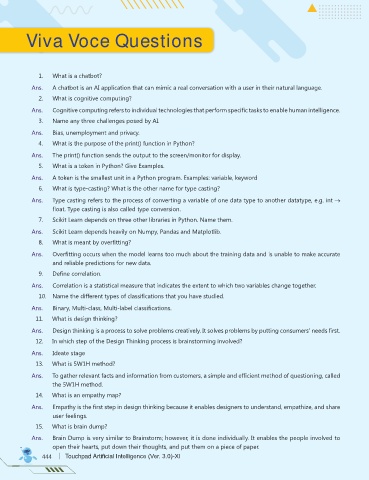 Viva Voce Questions
1. What is a chatbot?
Ans. A chatbot is an AI application that can mimic a real conversation with a user in their natural language.
2. What is cognitive computing?
Ans. Cognitive computing refers to individual technologies that perform specific tasks to enable human intelligence.
3. Name any three challenges posed by AI.
Ans. Bias, unemployment and privacy.
4. What is the purpose of the print() function in Python?
Ans. The print() function sends the output to the screen/monitor for display.
5. What is a token in Python? Give Examples.
Ans. A token is the smallest unit in a Python program. Examples: variable, keyword
6. What is type-casting? What is the other name for type casting?
Ans. Type casting refers to the process of converting a variable of one data type to another datatype, e.g. int →
float. Type casting is also called type conversion.
7. Scikit Learn depends on three other libraries in Python. Name them.
Ans. Scikit Learn depends heavily on Numpy, Pandas and Matplotlib.
8. What is meant by overfitting?
Ans. Overfitting occurs when the model learns too much about the training data and is unable to make accurate
and reliable predictions for new data.
9. Define correlation.
Ans. Correlation is a statistical measure that indicates the extent to which two variables change together.
10. Name the different types of classifications that you have studied.
Ans. Binary, Multi-class, Multi-label classifications.
11. What is design thinking?
Ans. Design thinking is a process to solve problems creatively. It solves problems by putting consumers' needs first.
12. In which step of the Design Thinking process is brainstorming involved?
Ans. Ideate stage
13. What is 5W1H method?
Ans. To gather relevant facts and information from customers, a simple and efficient method of questioning, called
the 5W1H method.
14. What is an empathy map?
Ans. Empathy is the first step in design thinking because it enables designers to understand, empathize, and share
user feelings.
15. What is brain dump?
Ans. Brain Dump is very similar to Brainstorm; however, it is done individually. It enables the people involved to
open their hearts, put down their thoughts, and put them on a piece of paper.
444 | Touchpad Artificial Intelligence (Ver. 3.0)-XI